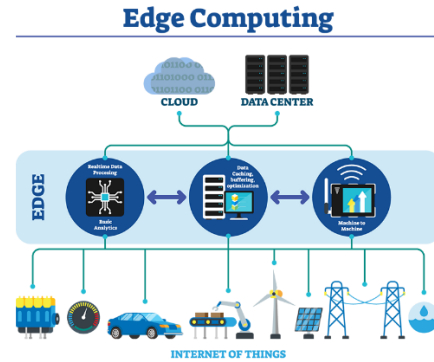 Edge Computing
CLOUD
DATA CENTER
EDGE
Realtime Data
Processing
Basic
Analytics
Data
Caching,
buffering,
optimization
Machine to
Machine
INTERNET OF THINGS